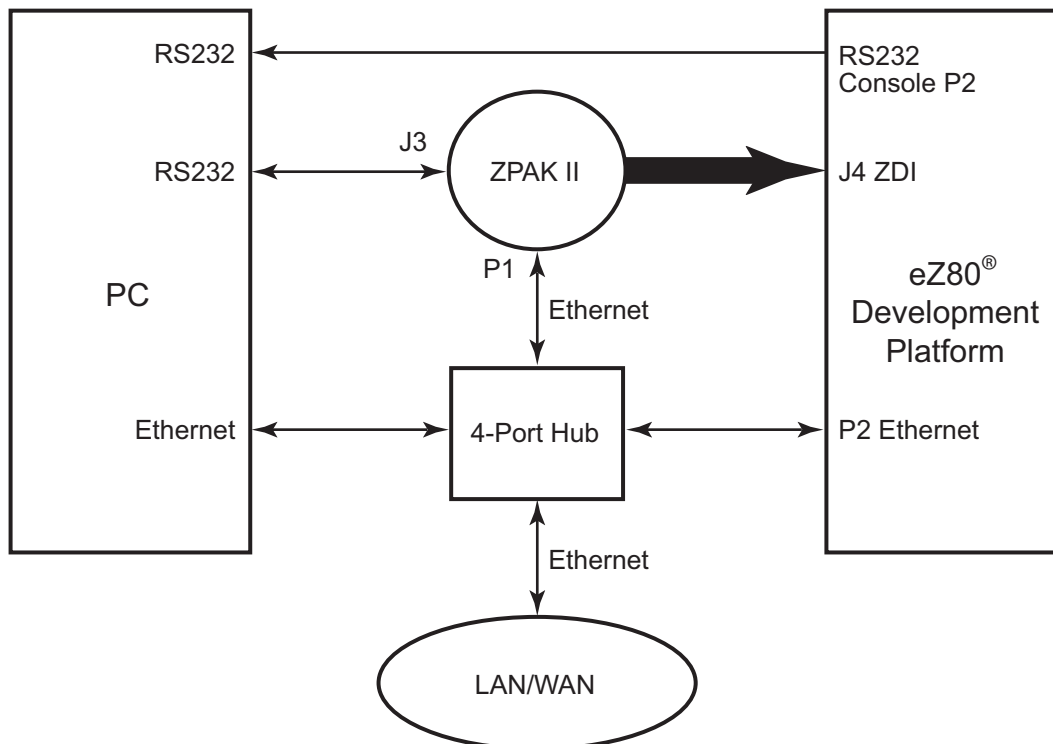 RS232
RS232
Console P2
J3
RS232
ZPAK II
J4 ZDI
P1
PC
Ethernet
eZ80®
Development
Platform
Ethernet
4-Port Hub
P2 Ethernet
Ethernet
LAN/WAN